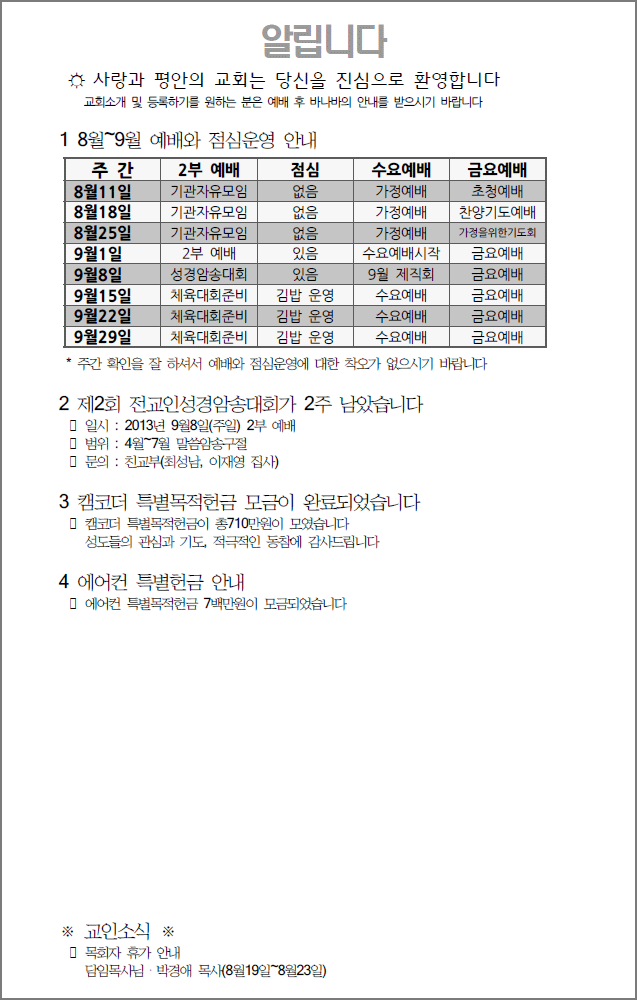 알립니다
☼ 사랑과 평안의 교회는 당신을 진심으로 환영합니다
교회소개 및 등록하기를 원하는 분은 예배 후 바나바의 안내를 받으시기 바랍니다
1 8월~9월 예배와 점심운영 안내
주 간 2부 예배 점심 수요예배 금요예배
8월11일 기관자유모임 없음 가정예배 초청예배
8월18일 기관자유모임 없음 가정예배 찬양기도예배
8월25일 기관자유모임 없음 가정예배 가정을위한기도회
9월1일 2부 예배 있음 수요예배시작 금요예배
9월8일 성경암송대회 있음 9월 제직회 금요예배
9월15일 체육대회준비 김밥 운영 수요예배 금요예배
9월22일 체육대회준비 김밥 운영 수요예배 금요예배
9월29일 체육대회준비 김밥 운영 수요예배 금요예배
* 주간 확인을 잘 하셔서 예배와 점심운영에 대한 착오가 없으시기 바랍니다
2 제2회 전교인성경암송대회가 2주 남았습니다
▯ 일시 : 2013년 9월8일(주일) 2부 예배
▯ 범위 : 4월~7월 말씀암송구절
▯ 문의 : 친교부(최성남, 이재영 집사)
3 캠코더 특별목적헌금 모금이 완료되었습니다
▯ 캠코더 특별목적헌금이 총710만원이 모였습니다
성도들의 관심과 기도, 적극적인 동참에 감사드립니다
4 에어컨 특별헌금 안내
▯ 에어컨 특별목적헌금 7백만원이 모금되었습니다
※ 교인소식 ※
▯ 목회자 휴가 안내
담임목사님 · 박경애 목사(8월19일~8월23일)